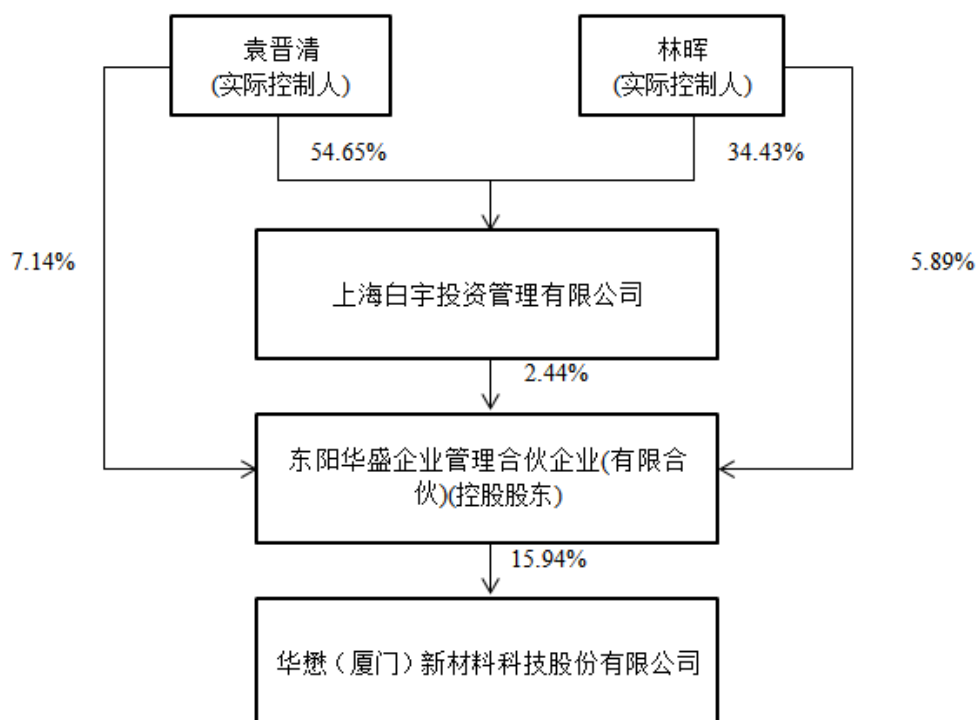 袁晋清
(实际控制人)
林晖
(实际控制人)
54.65%
34.43%
7.14%
5.89%
上海白宇投资管理有限公司
2.44%
东阳华盛企业管理合伙企业(有限合
伙)(控股股东)
15.94%
华懋（厦门）新材料科技股份有限公司